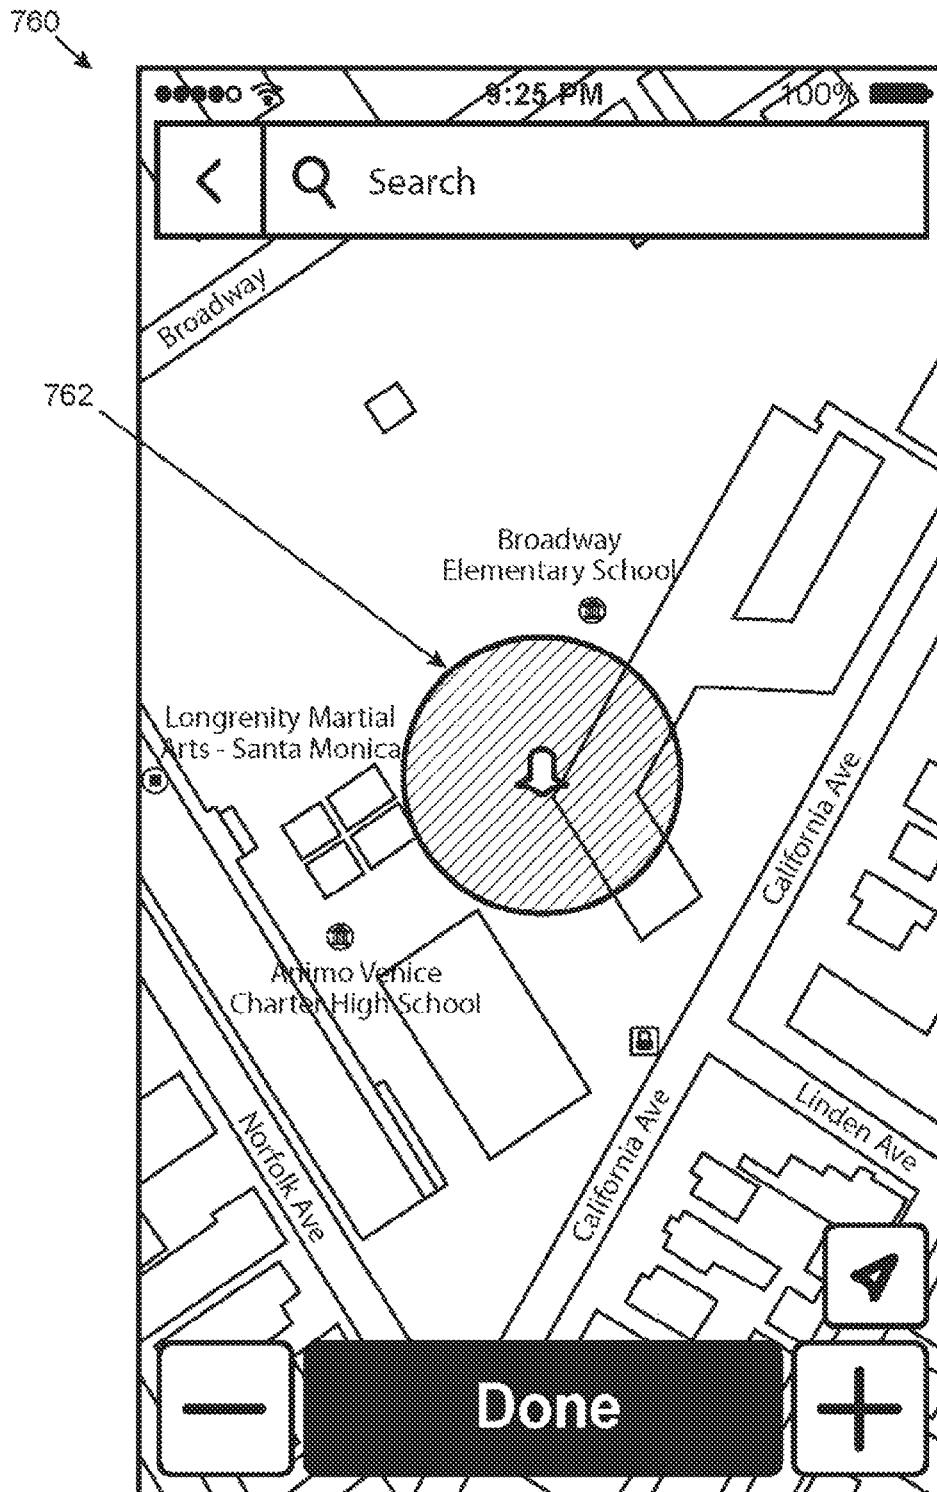 760
9:25 PM
100%
Search
Broadway
762
Broadway
Elementary School
Longrenity Martial
Arts - Santa Monica
California Ave
Anlimo Venice
Charter High School
Linden Ave
California Ave
Norfolk Ave
Done